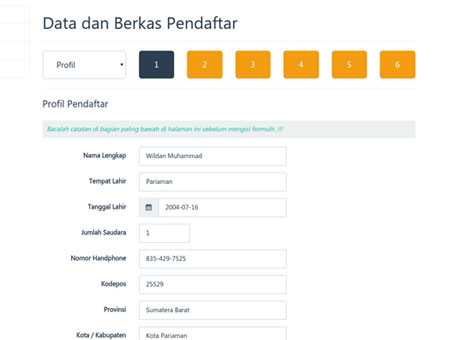 Data dan Berkas Pendaftar
Profil 1 2 3 4 5 6
Profil Pendaftar
Bacalah catatan di bagian paling bawah di halaman ini sebelum mengisi formulir..!!!
Nama Lengkap Wildan Muhammad
Tempat Lahir Pariaman
Tanggal Lahir 2004-07-16
Jumlah Saudara 1
Nomor Handphone 835-429-7525
Kodepos 25529
Provinsi Sumatera Barat
Kota / Kabupaten Kota Pariaman